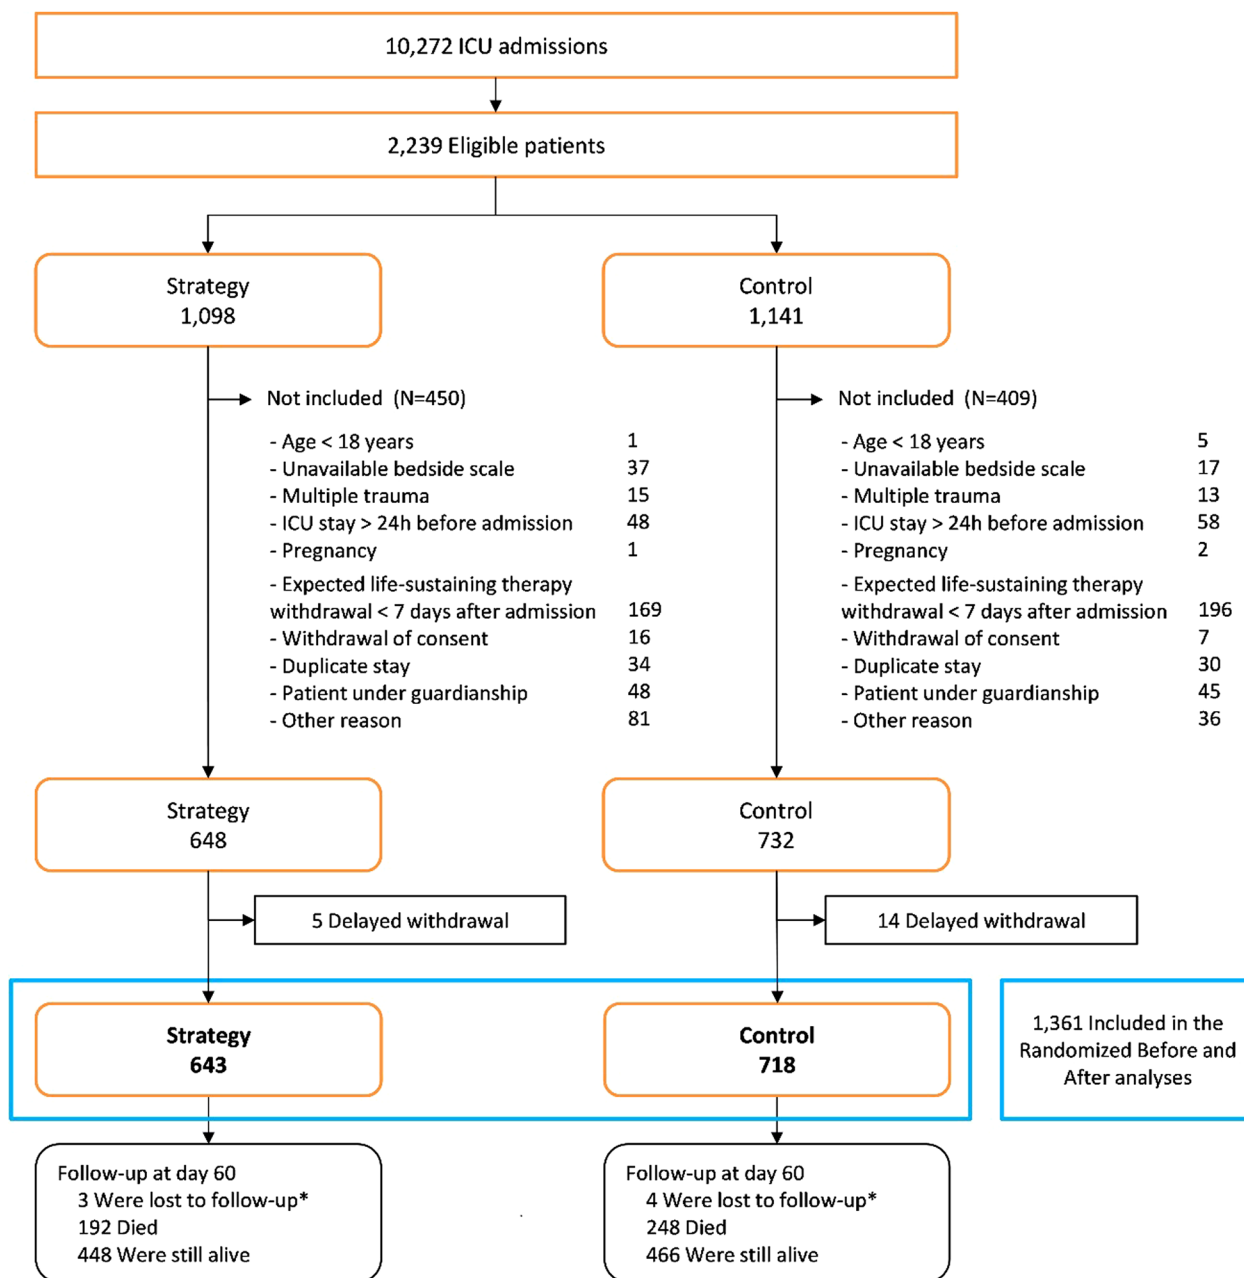 10,272 ICU admissions
2,239 Eligible patients
Strategy
1,098
Control
1,141
Not included (N=450)
- Age < 18 years 1
- Unavailable bedside scale 37
- Multiple trauma 15
- ICU stay > 24h before admission 48
- Pregnancy 1
- Expected life-sustaining therapy
withdrawal < 7 days after admission 169
- Withdrawal of consent 16
- Duplicate stay 34
- Patient under guardianship 48
- Other reason 81
Not included (N=409)
- Age < 18 years 5
- Unavailable bedside scale 17
- Multiple trauma 13
- ICU stay > 24h before admission 58
- Pregnancy 2
- Expected life-sustaining therapy
withdrawal < 7 days after admission 196
- Withdrawal of consent 7
- Duplicate stay 30
- Patient under guardianship 45
- Other reason 36
Strategy
648
Control
732
5 Delayed withdrawal
14 Delayed withdrawal
Strategy
643
Control
718
1,361 Included in the
Randomized Before and
After analyses
Follow-up at day 60
3 Were lost to follow-up*
192 Died
448 Were still alive
Follow-up at day 60
4 Were lost to follow-up*
248 Died
466 Were still alive